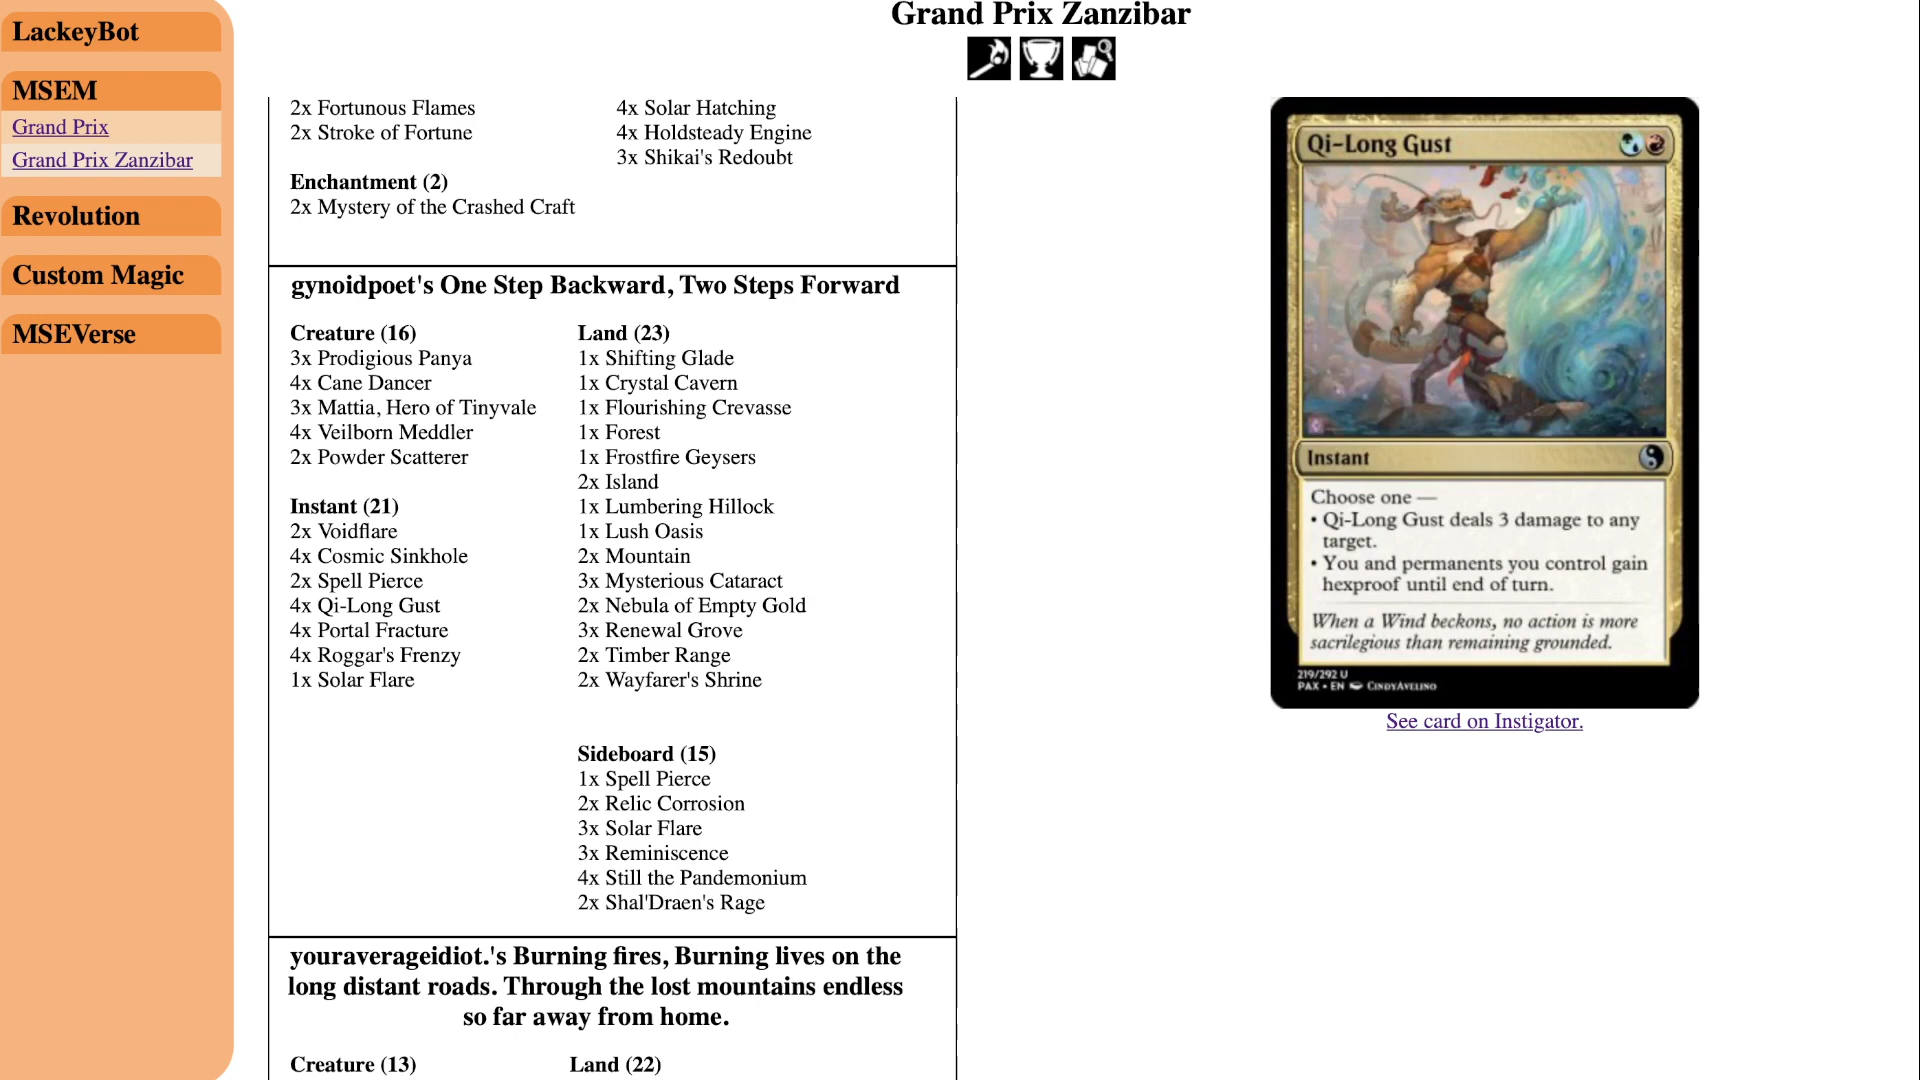 LackeyBot
MSEM
Grand Prix
Grand Prix Zanzibar
Revolution
Custom Magic
MSEVerse
Grand Prix Zanzibar
2x Fortunous Flames
2x Stroke of Fortune
Enchantment (2)
2x Mystery of the Crashed Craft
4x Solar Hatching
4x Holdsteady Engine
3x Shikai's Redoubt
gynoidpoet's One Step Backward, Two Steps Forward
Creature (16)
3x Prodigious Panya
4x Cane Dancer
3x Mattia, Hero of Tinyvale
4x Veilborn Meddler
2x Powder Scatterer
Instant (21)
2x Voidflare
4x Cosmic Sinkhole
2x Spell Pierce
4x Qi-Long Gust
4x Portal Fracture
4x Roggar's Frenzy
1x Solar Flare
Land (23)
1x Shifting Glade
1x Crystal Cavern
1x Flourishing Crevasse
1x Forest
1x Frostfire Geysers
2x Island
1x Lumbering Hillock
1x Lush Oasis
2x Mountain
3x Mysterious Cataract
2x Nebula of Empty Gold
3x Renewal Grove
2x Timber Range
2x Wayfarer's Shrine
Sideboard (15)
1x Spell Pierce
2x Relic Corrosion
3x Solar Flare
3x Reminiscence
4x Still the Pandemonium
2x Shal'Draen's Rage
youraverageidiot.'s Burning fires, Burning lives on the
long distant roads. Through the lost mountains endless
so far away from home.
Creature (13)
Land (22)
Qi-Long Gust
Instant
Choose one —
• Qi-Long Gust deals 3 damage to any
target.
• You and permanents you control gain
hexproof until end of turn.
When a Wind beckons, no action is more
sacrilegious than remaining grounded.
219/292 U
PAX • EN CindyAvelino
See card on Instigator.